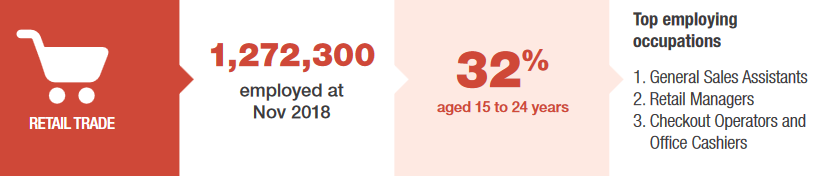 RETAIL TRADE
1,272,300
employed at
Nov 2018
32%
aged 15 to 24 years
Top employing
occupations
1. General Sales Assistants
2. Retail Managers
3. Checkout Operators and
Office Cashiers